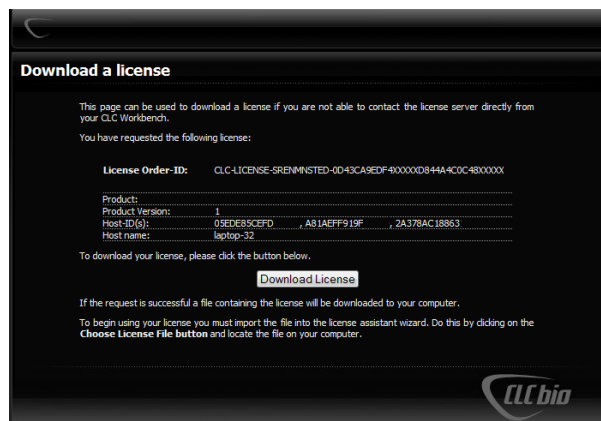 Download a license
This page can be used to download a license if you are not able to contact the license server directly from
your CLC Workbench.
You have requested the following license:
License Order-ID: CLC-LICENSE-SRENMNSTED-0D43CA9EDF4XXXXXD844A4C0C48XXXXX
Product:
Product Version: 1
Host-ID(s): 05EDE85CEFD , A81AEFF919F , 2A378AC18863
Host name: laptop-32
To download your license, please click the button below.
Download License
If the request is successful a file containing the license will be downloaded to your computer.
To begin using your license you must import the file into the license assistant wizard. Do this by clicking on the
Choose License File button and locate the file on your computer.
CLC bio